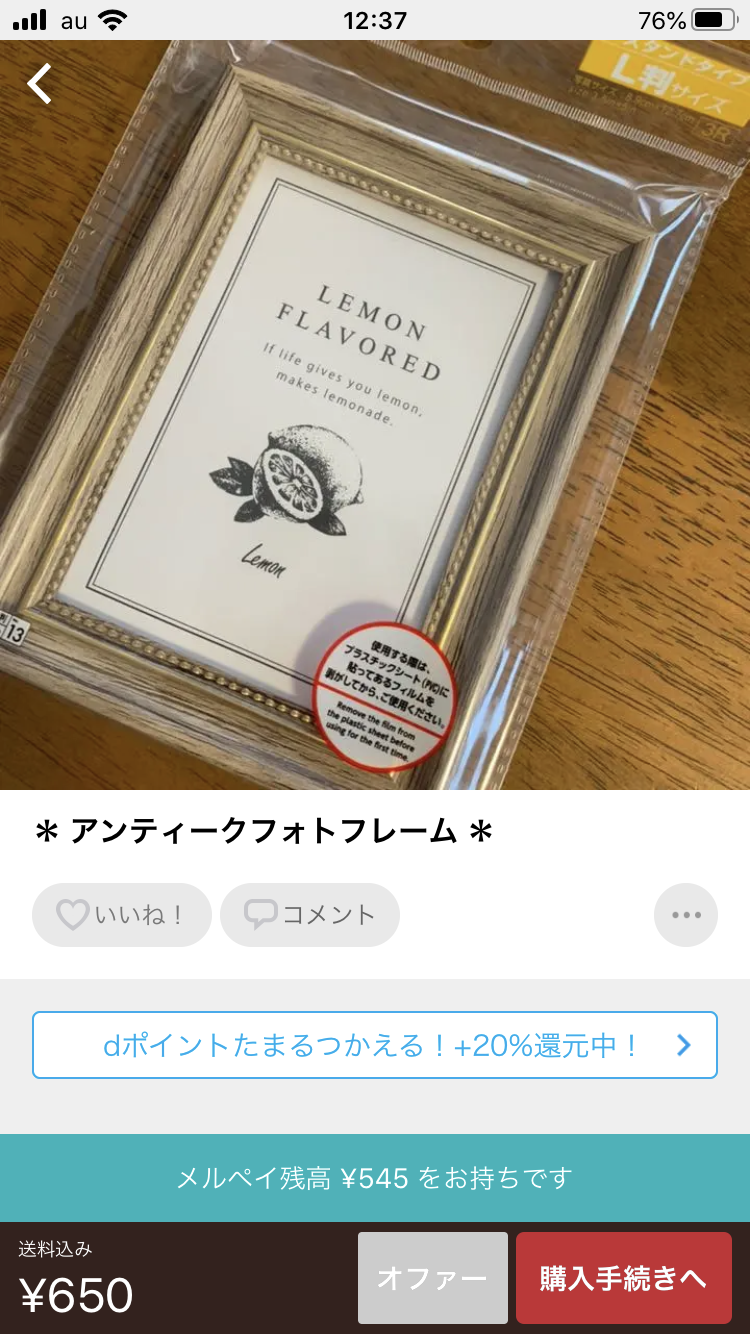 au
12:37
76%
スタンドタイプ
L判サイズ
3R
LEMON
FLAVORED
If life gives you lemon,
makes lemonade.
Lemon
13
使用する際は、
プラスチックシート(PVC)に
貼ってあるフィルムを
剥がしてから、ご使用ください。
Remove the film from
the plastic sheet before
using for the first time.
＊ アンティークフォトフレーム ＊
いいね！
コメント
dポイントたまるつかえる！+20%還元中！
メルペイ残高 ¥545 をお持ちです
送料込み
¥650
オファー
購入手続きへ